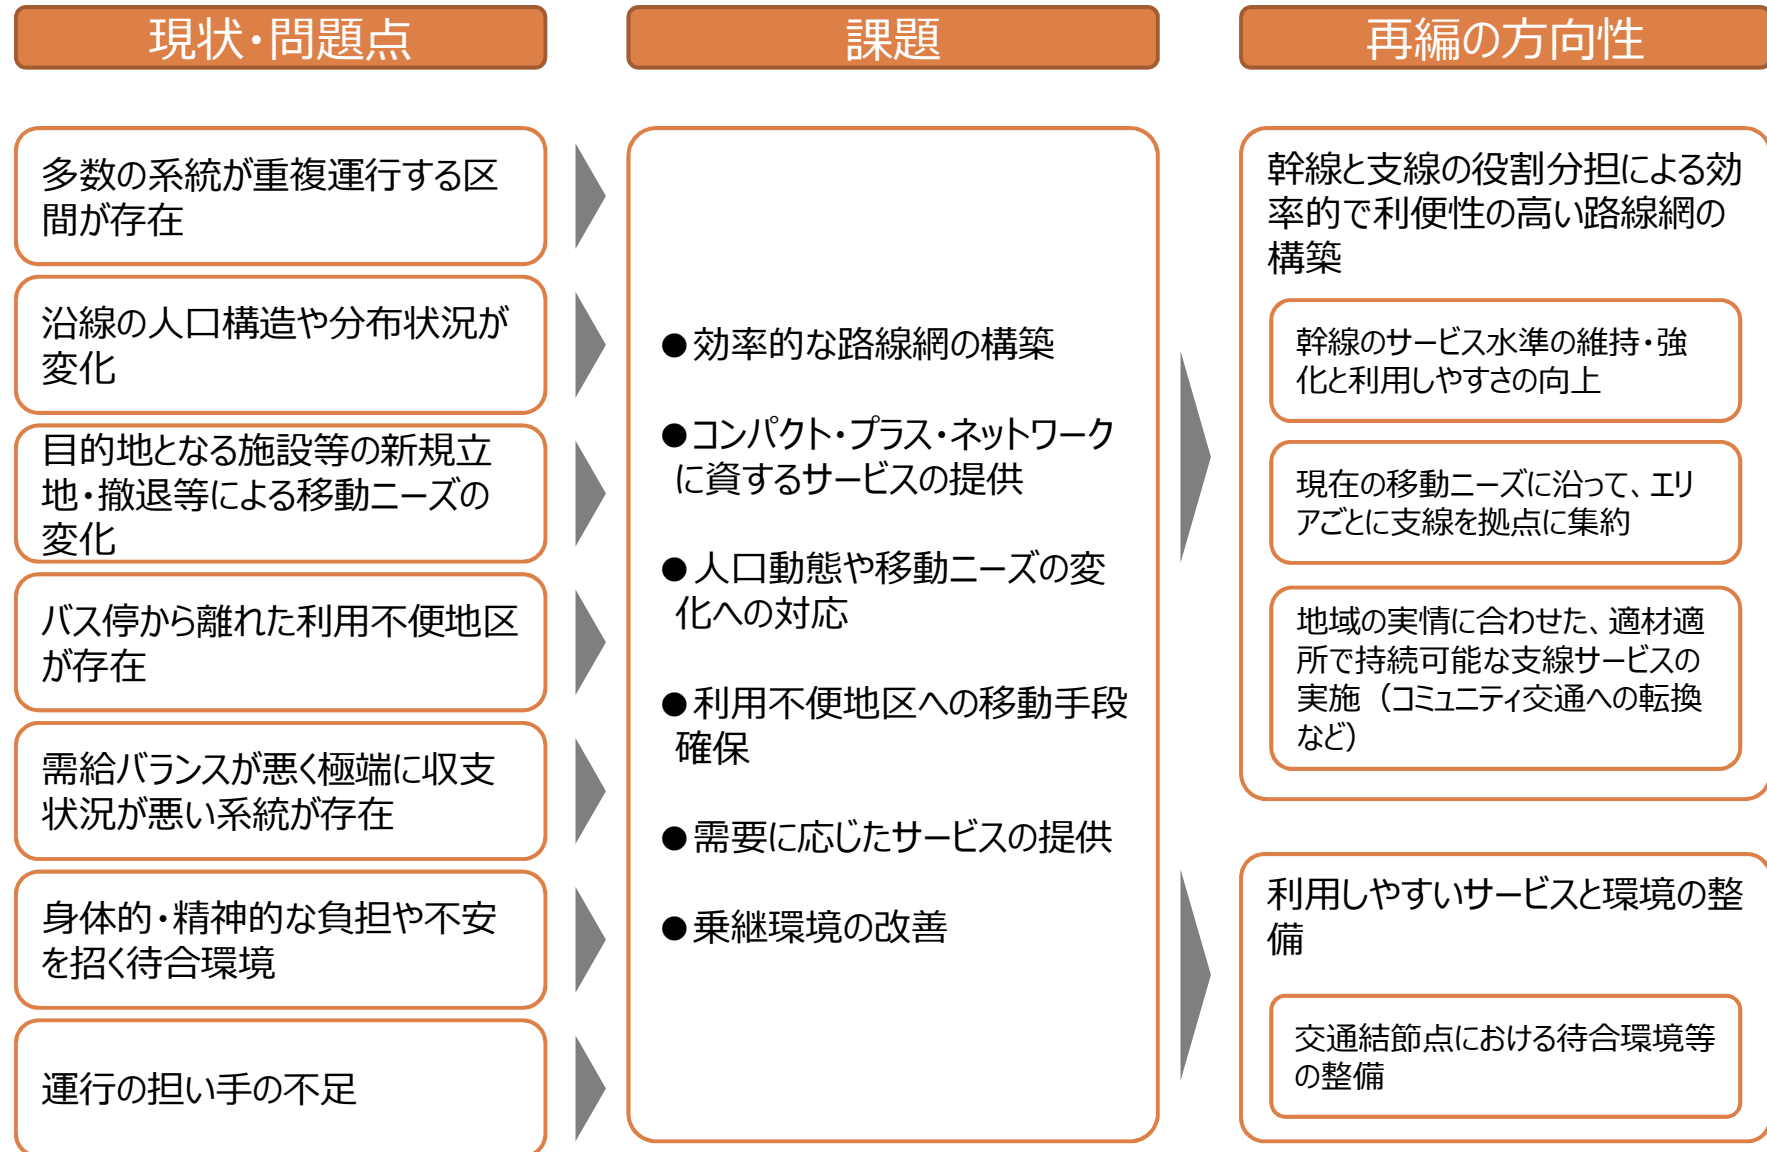 現状・問題点
課題
再編の方向性
多数の系統が重複運行する区
間が存在
沿線の人口構造や分布状況が
変化
目的地となる施設等の新規立
地・撤退等による移動ニーズの
変化
バス停から離れた利用不便地区
が存在
需給バランスが悪く極端に収支
状況が悪い系統が存在
身体的・精神的な負担や不安
を招く待合環境
運行の担い手の不足
●効率的な路線網の構築
●コンパクト・プラス・ネットワーク
に資するサービスの提供
●人口動態や移動ニーズの変
化への対応
●利用不便地区への移動手段
確保
●需要に応じたサービスの提供
●乗継環境の改善
幹線と支線の役割分担による効
率的で利便性の高い路線網の
構築
幹線のサービス水準の維持・強
化と利用しやすさの向上
現在の移動ニーズに沿って、エリ
アごとに支線を拠点に集約
地域の実情に合わせた、適材適
所で持続可能な支線サービスの
実施（コミュニティ交通への転換
など）
利用しやすいサービスと環境の整
備
交通結節点における待合環境等
の整備